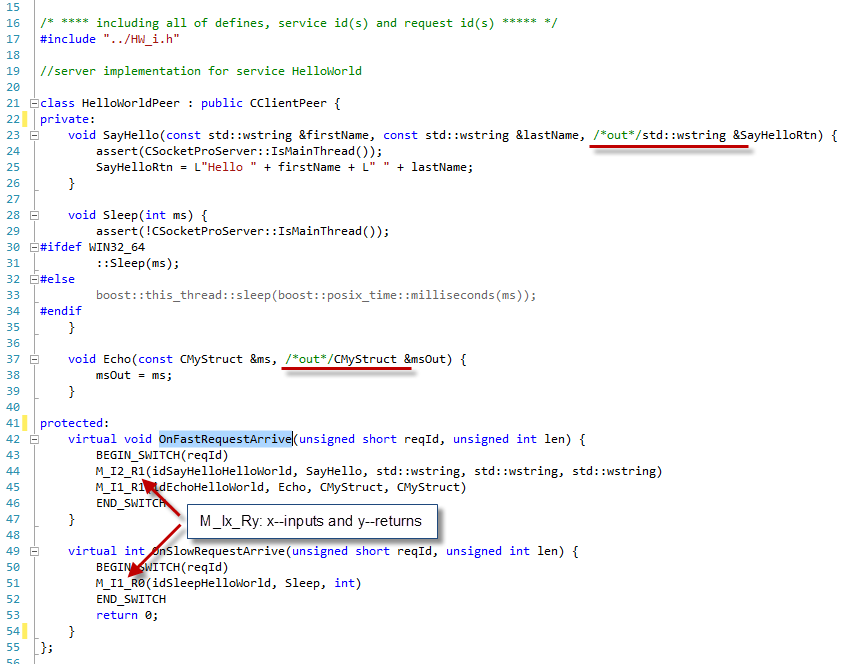 15
16 /* **** including all of defines, service id(s) and request id(s) ***** */
17 #include "../HW_i.h"
18
19 //server implementation for service HelloWorld
20
21 class HelloWorldPeer : public CClientPeer {
22 private:
23     void SayHello(const std::wstring &firstName, const std::wstring &lastName, /*out*/std::wstring &SayHelloRtn) {
24         assert(CSocketProServer::IsMainThread());
25         SayHelloRtn = L"Hello " + firstName + L" " + lastName;
26     }
27
28     void Sleep(int ms) {
29         assert(!CSocketProServer::IsMainThread());
30 #ifdef WIN32_64
31         ::Sleep(ms);
32 #else
33         boost::this_thread::sleep(boost::posix_time::milliseconds(ms));
34 #endif
35     }
36
37     void Echo(const CMyStruct &ms, /*out*/CMyStruct &msOut) {
38         msOut = ms;
39     }
40
41 protected:
42     virtual void OnFastRequestArrive(unsigned short reqId, unsigned int len) {
43         BEGIN_SWITCH(reqId)
44         M_I2_R1(idSayHelloHelloWorld, SayHello, std::wstring, std::wstring, std::wstring)
45         M_I1_R1(idEchoHelloWorld, Echo, CMyStruct, CMyStruct)
46         END_SWITCH
M_Ix_Ry: x--inputs and y--returns
47     }
48
49     virtual int OnSlowRequestArrive(unsigned short reqId, unsigned int len) {
50         BEGIN_SWITCH(reqId)
51         M_I1_R0(idSleepHelloWorld, Sleep, int)
52         END_SWITCH
53         return 0;
54     }
55 };
56